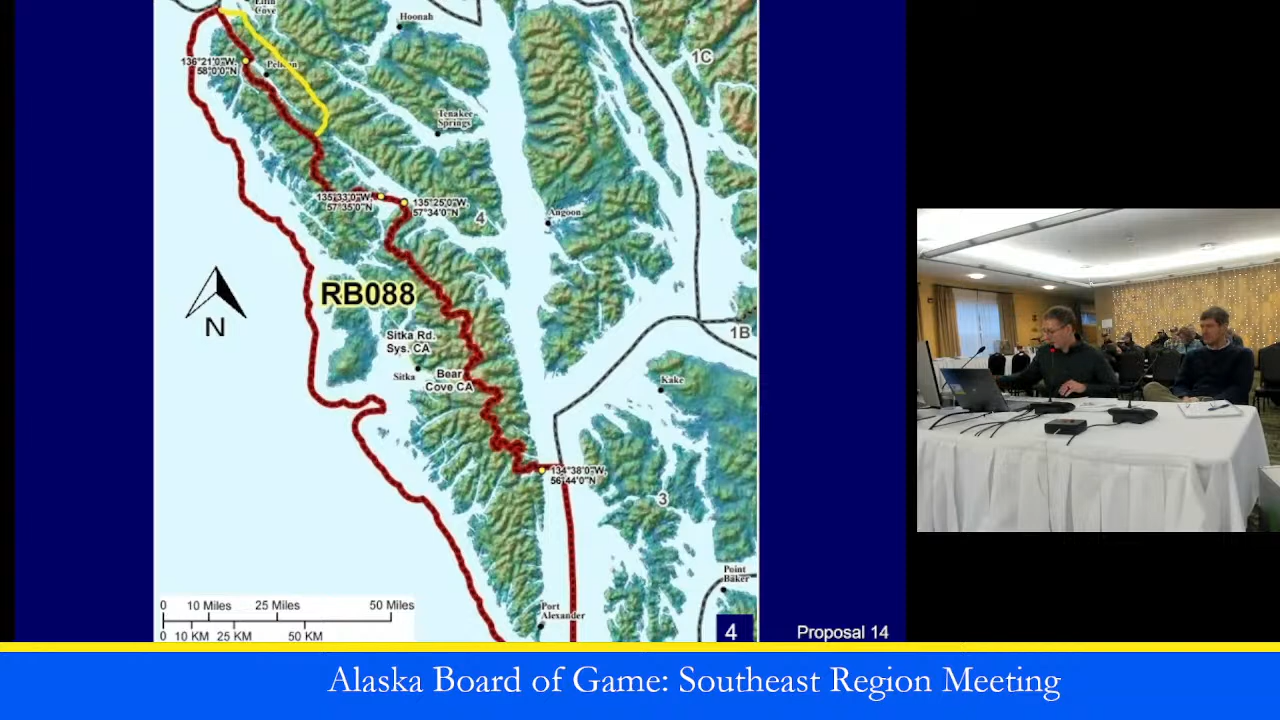 Elfin
Cove
Hoonah
1C
136°21'0"W,
58°0'0"N
Pelican
Tenakee
Springs
135°33'0"W,
57°35'0"N
135°25'0"W,
57°34'0"N
4
Angoon
RB088
N
Sitka Rd.
Sys. CA
1B
Sitka
Bear
Cove CA
Kake
134°38'0"W,
56°44'0"N
3
Point
Baker
0 10 Miles 25 Miles 50 Miles
0 10 KM 25 KM 50 KM
Port
Alexander
4
Proposal 14
Alaska Board of Game: Southeast Region Meeting